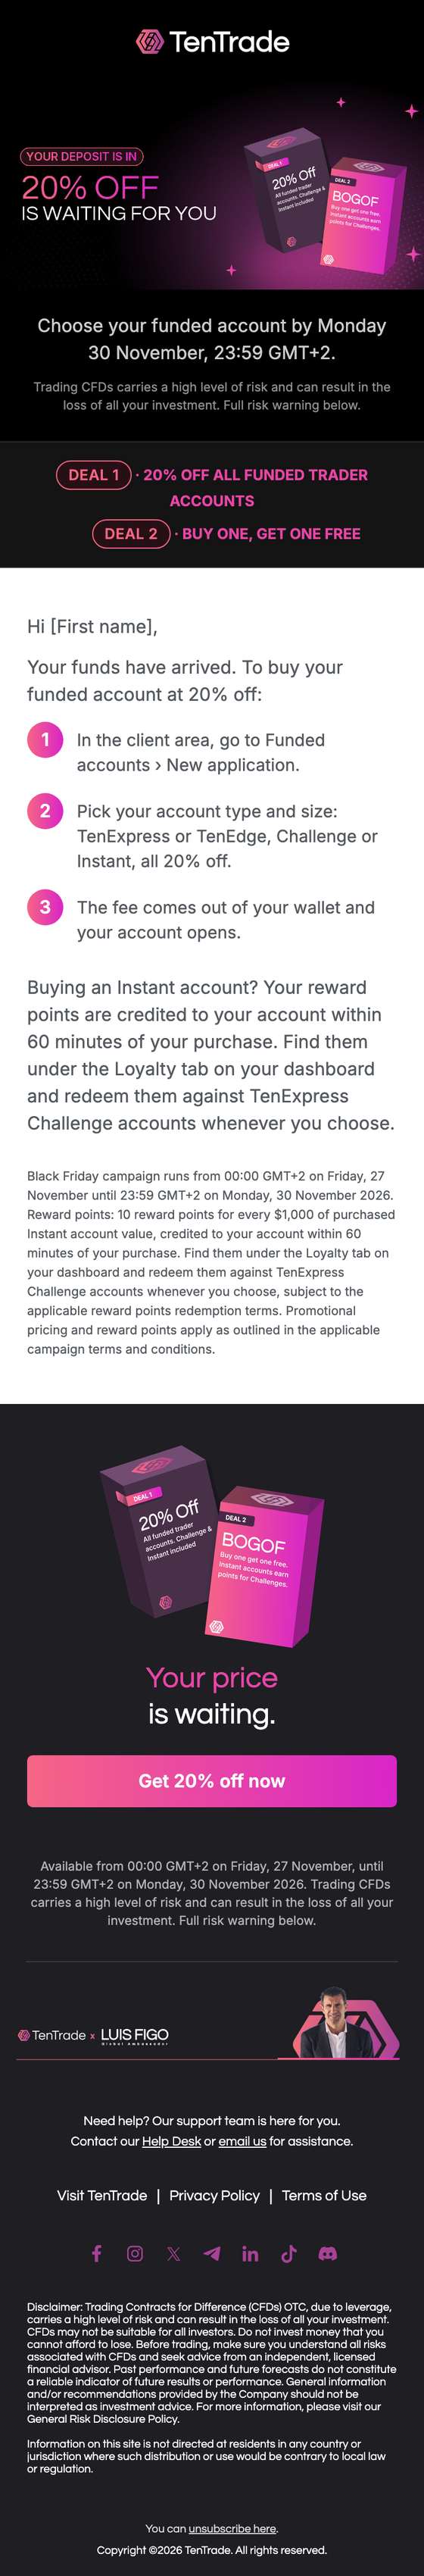 TenTrade
YOUR DEPOSIT IS IN
20% OFF
IS WAITING FOR YOU
DEAL 1
20% Off
All funded trader
accounts. Challenge &
Instant included
DEAL 2
BOGOF
Buy one get one free.
Instant accounts earn
points for Challenges.
Choose your funded account by Monday
30 November, 23:59 GMT+2.
Trading CFDs carries a high level of risk and can result in the
loss of all your investment. Full risk warning below.
DEAL 1 · 20% OFF ALL FUNDED TRADER
ACCOUNTS
DEAL 2 · BUY ONE, GET ONE FREE
Hi [First name],
Your funds have arrived. To buy your
funded account at 20% off:
1 In the client area, go to Funded
accounts › New application.
2 Pick your account type and size:
TenExpress or TenEdge, Challenge or
Instant, all 20% off.
3 The fee comes out of your wallet and
your account opens.
Buying an Instant account? Your reward
points are credited to your account within
60 minutes of your purchase. Find them
under the Loyalty tab on your dashboard
and redeem them against TenExpress
Challenge accounts whenever you choose.
Black Friday campaign runs from 00:00 GMT+2 on Friday, 27
November until 23:59 GMT+2 on Monday, 30 November 2026.
Reward points: 10 reward points for every $1,000 of purchased
Instant account value, credited to your account within 60
minutes of your purchase. Find them under the Loyalty tab on
your dashboard and redeem them against TenExpress
Challenge accounts whenever you choose, subject to the
applicable reward points redemption terms. Promotional
pricing and reward points apply as outlined in the applicable
campaign terms and conditions.
DEAL 1
20% Off
All funded trader
accounts. Challenge &
Instant included
DEAL 2
BOGOF
Buy one get one free.
Instant accounts earn
points for Challenges.
Your price
is waiting.
Get 20% off now
Available from 00:00 GMT+2 on Friday, 27 November, until
23:59 GMT+2 on Monday, 30 November 2026. Trading CFDs
carries a high level of risk and can result in the loss of all your
investment. Full risk warning below.
TenTrade x LUIS FIGO
Global Ambassador
Need help? Our support team is here for you.
Contact our Help Desk or email us for assistance.
Visit TenTrade | Privacy Policy | Terms of Use
Disclaimer: Trading Contracts for Difference (CFDs) OTC, due to leverage,
carries a high level of risk and can result in the loss of all your investment.
CFDs may not be suitable for all investors. Do not invest money that you
cannot afford to lose. Before trading, make sure you understand all risks
associated with CFDs and seek advice from an independent, licensed
financial advisor. Past performance and future forecasts do not constitute
a reliable indicator of future results or performance. General information
and/or recommendations provided by the Company should not be
interpreted as investment advice. For more information, please visit our
General Risk Disclosure Policy.
Information on this site is not directed at residents in any country or
jurisdiction where such distribution or use would be contrary to local law
or regulation.
You can unsubscribe here.
Copyright ©2026 TenTrade. All rights reserved.